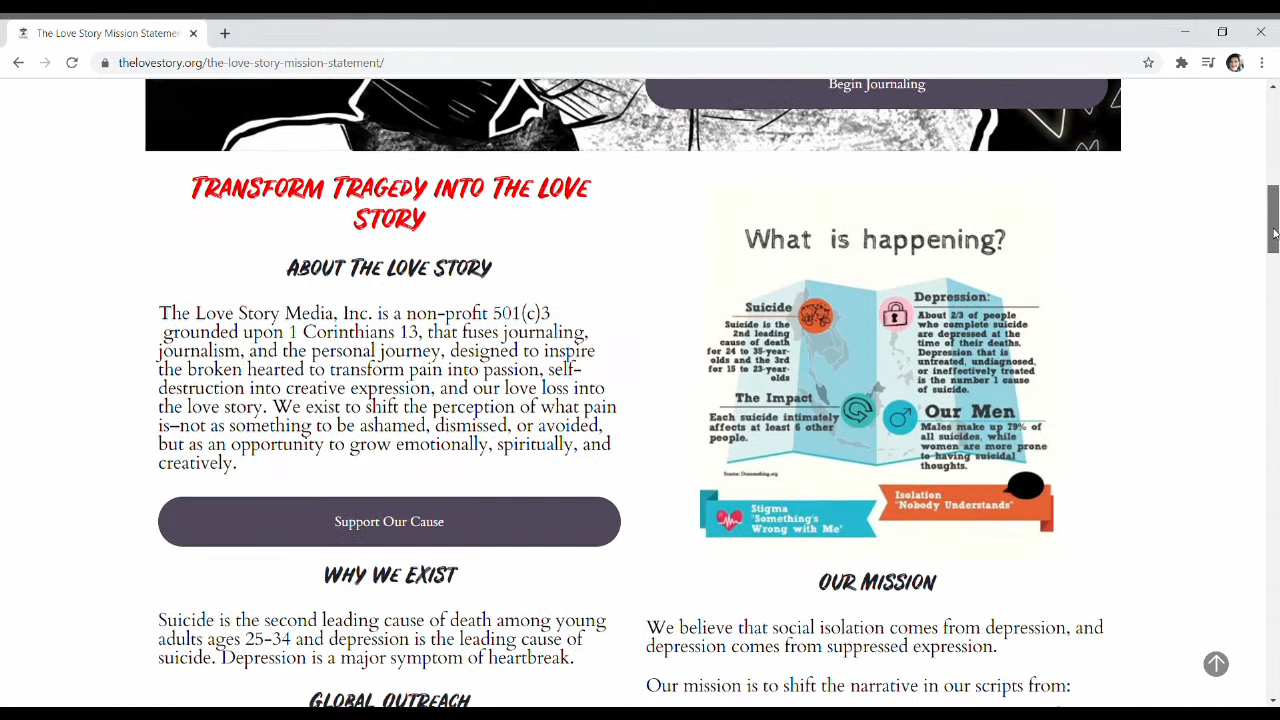 The Love Story Mission Statemen
thelovestory.org/the-love-story-mission-statement/
Begin Journaling
TRANSFORM TRAGEDY INTO THE LOVE
STORY
ABOUT THE LOVE STORY
The Love Story Media, Inc. is a non-profit 501(c)3
grounded upon 1 Corinthians 13, that fuses journaling,
journalism, and the personal journey, designed to inspire
the broken hearted to transform pain into passion, self-
destruction into creative expression, and our love loss into
the love story. We exist to shift the perception of what pain
is–not as something to be ashamed, dismissed, or avoided,
but as an opportunity to grow emotionally, spiritually, and
creatively.
Support Our Cause
WHY WE EXIST
Suicide is the second leading cause of death among young
adults ages 25-34 and depression is the leading cause of
suicide. Depression is a major symptom of heartbreak.
GLOBAL OUTREACH
What is happening?
Suicide
Suicide is the
2nd leading
cause of death
for 24 to 35-year-
olds and the 3rd
for 15 to 23-year-
olds
Depression:
About 2/3 of people
who complete suicide
are depressed at the
time of their deaths.
Depression that is
untreated, undiagnosed,
or ineffectively treated
is the number 1 cause
of suicide.
The Impact
Each suicide intimately
affects at least 6 other
people.
Our Men
Males make up 79% of
all suicides, while
women are more prone
to having suicidal
thoughts.
Source: Dosomething.org
Stigma
"Something's
Wrong with Me"
Isolation
"Nobody Understands"
OUR MISSION
We believe that social isolation comes from depression, and
depression comes from suppressed expression.
Our mission is to shift the narrative in our scripts from: